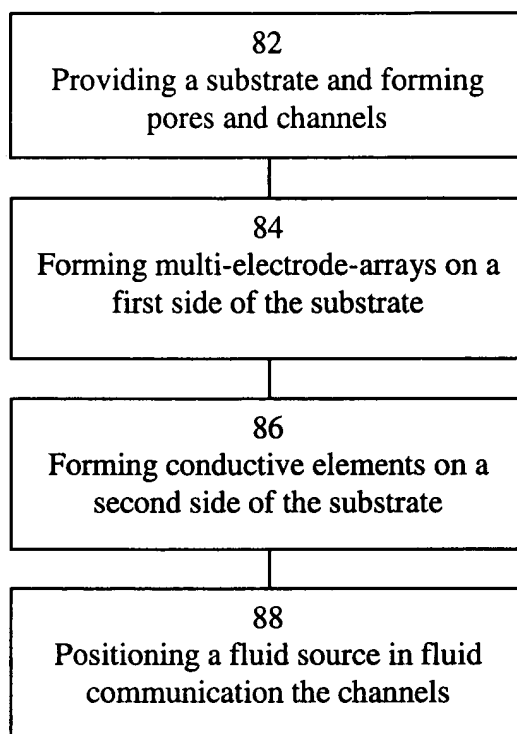 82
Providing a substrate and forming
pores and channels
84
Forming multi-electrode-arrays on a
first side of the substrate
86
Forming conductive elements on a
second side of the substrate
88
Positioning a fluid source in fluid
communication the channels